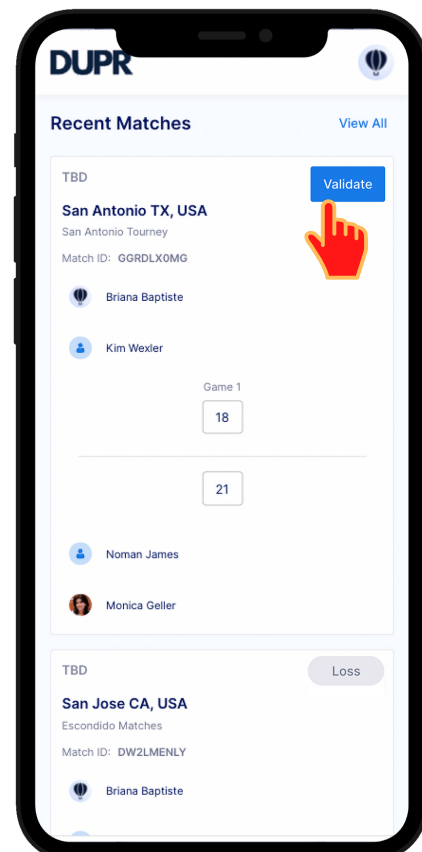 DUPR
Recent Matches View All
TBD Validate
San Antonio TX, USA
San Antonio Tourney
Match ID: GGRDLX0MG
Briana Baptiste
Kim Wexler
Game 1
18
21
Noman James
Monica Geller
TBD Loss
San Jose CA, USA
Escondido Matches
Match ID: DW2LMENLY
Briana Baptiste